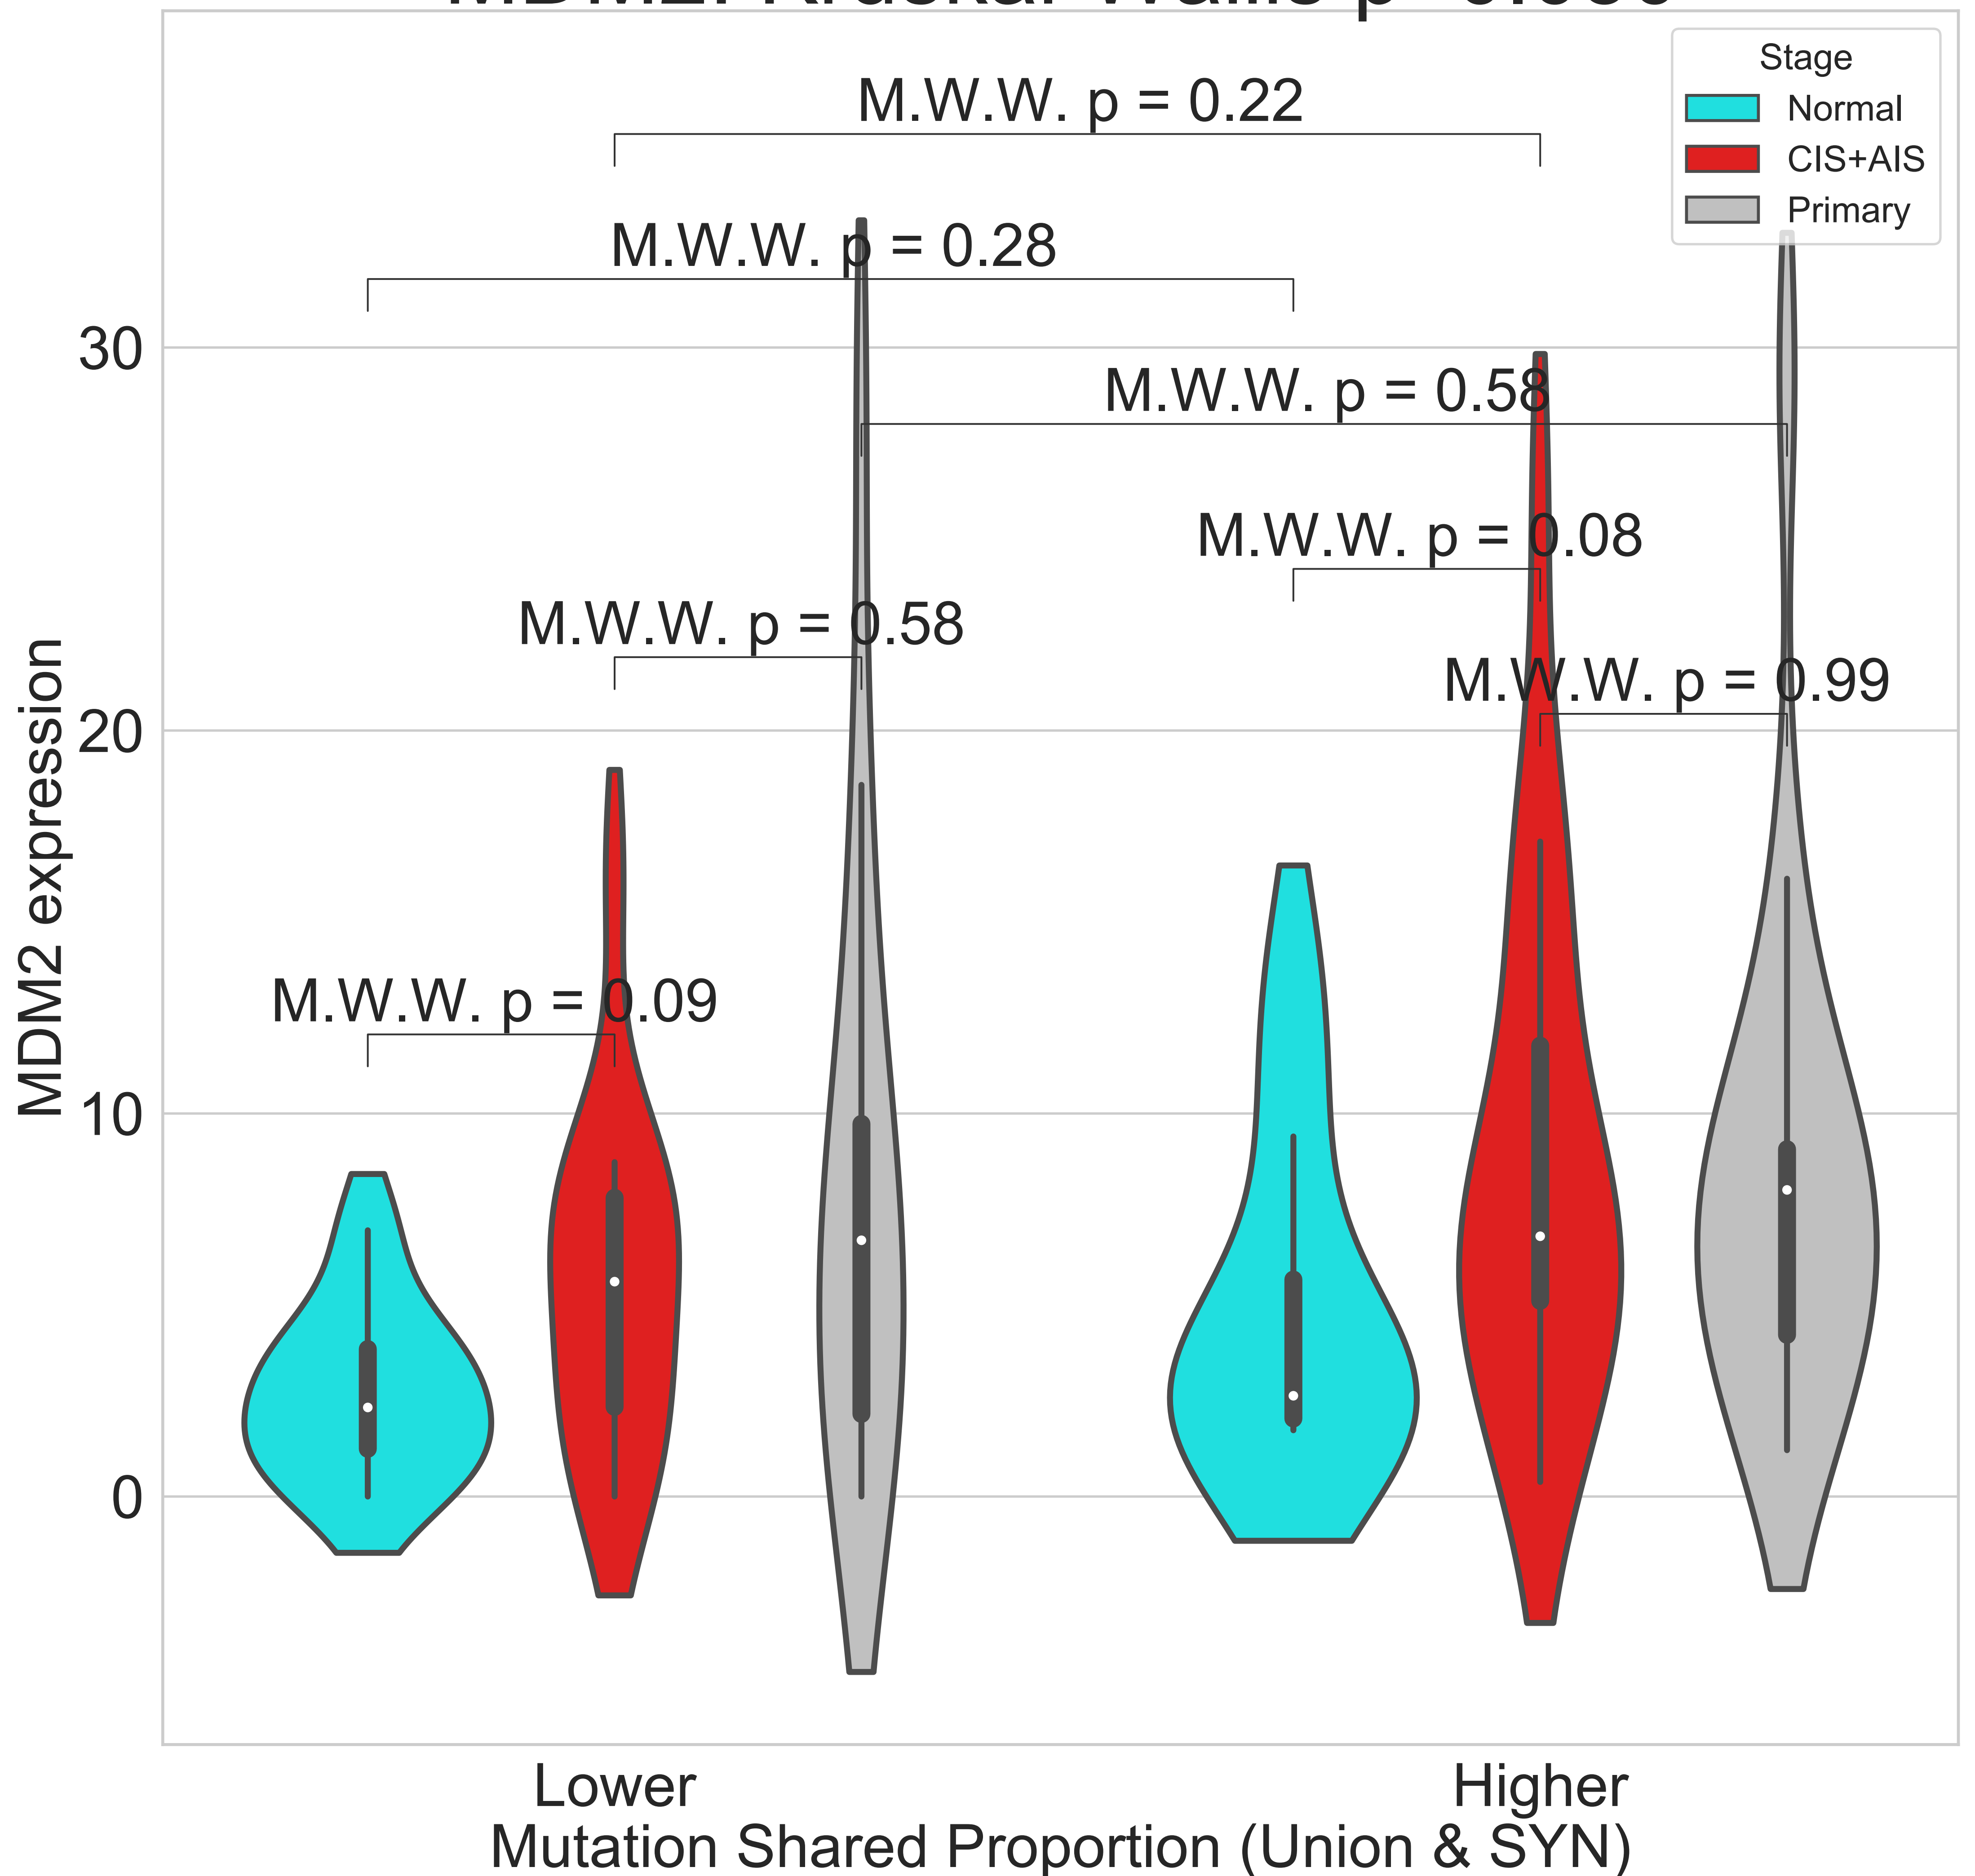 Stage
Normal
CIS+AIS
Primary
M.W.W. p = 0.22
M.W.W. p = 0.28
M.W.W. p = 0.58
M.W.W. p = 0.08
M.W.W. p = 0.58
M.W.W. p = 0.99
M.W.W. p = 0.09
MDM2 expression
30
20
10
0
Lower
Higher
Mutation Shared Proportion (Union & SYN)